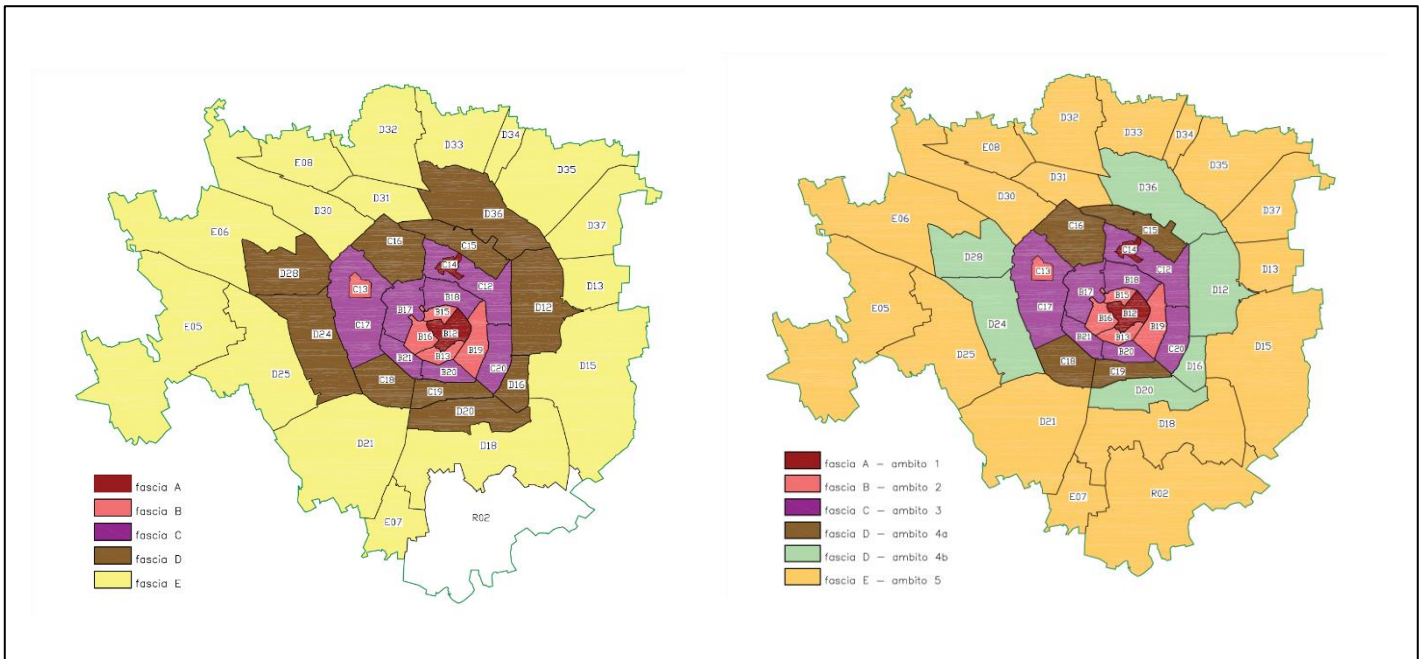 D32
D33
D34
E08
D35
D31
D30
D36
D37
E06
C16
C15
C14
D28
C13
C12
D13
B18
B17
B15
D12
E05
C17
B12
D24
B16
B19
B21
B13
D15
B20
C20
D25
C18
C19
D16
D20
D21
D18
R02
E07
fascia A
fascia B
fascia C
fascia D
fascia E
D32
D33
D34
E08
D35
D31
D30
D36
D37
E06
C16
C15
C14
D28
C13
C12
D13
B18
B17
B15
D12
E05
C17
B12
D24
B16
B19
B21
B13
D15
B20
C20
D25
C18
C19
D16
D20
D21
D18
R02
E07
fascia A – ambito 1
fascia B – ambito 2
fascia C – ambito 3
fascia D – ambito 4a
fascia D – ambito 4b
fascia E – ambito 5